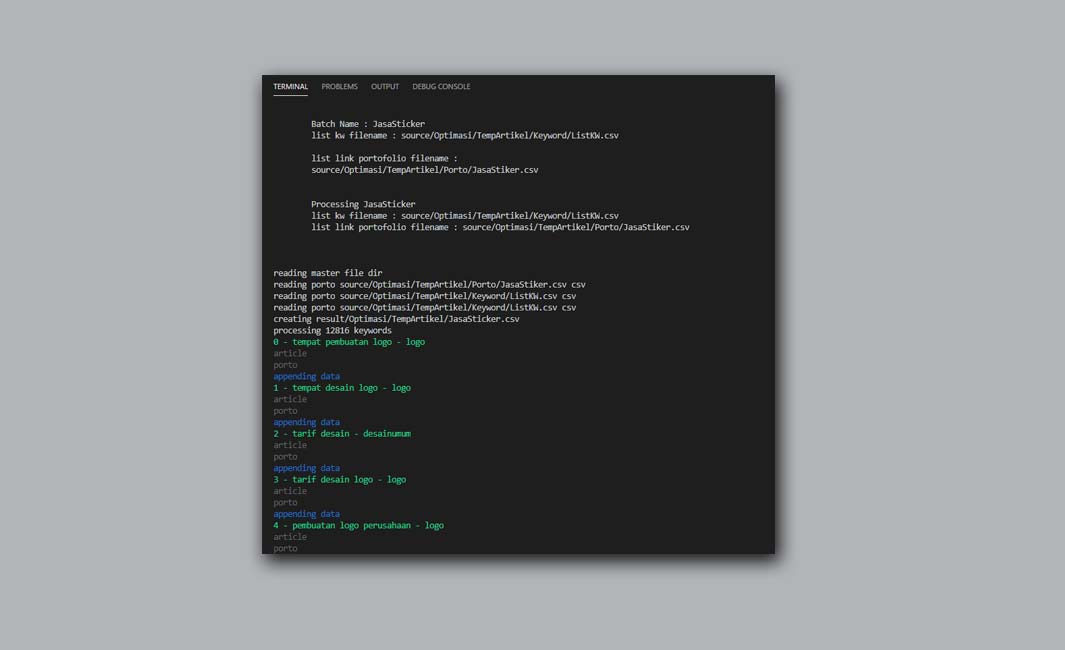 TERMINAL PROBLEMS OUTPUT DEBUG CONSOLE
Batch Name : JasaSticker
list kw filename : source/Optimasi/TempArtikel/Keyword/ListKW.csv
list link portofolio filename :
source/Optimasi/TempArtikel/Porto/JasaStiker.csv
Processing JasaSticker
list kw filename : source/Optimasi/TempArtikel/Keyword/ListKW.csv
list link portofolio filename : source/Optimasi/TempArtikel/Porto/JasaStiker.csv
reading master file dir
reading porto source/Optimasi/TempArtikel/Porto/JasaStiker.csv csv
reading porto source/Optimasi/TempArtikel/Keyword/ListKW.csv csv
reading porto source/Optimasi/TempArtikel/Keyword/ListKW.csv csv
creating result/Optimasi/TempArtikel/JasaSticker.csv
processing 12816 keywords
0 - tempat pembuatan logo - logo
article
porto
appending data
1 - tempat desain logo - logo
article
porto
appending data
2 - tarif desain - desainumum
article
porto
appending data
3 - tarif desain logo - logo
article
porto
appending data
4 - pembuatan logo perusahaan - logo
article
porto